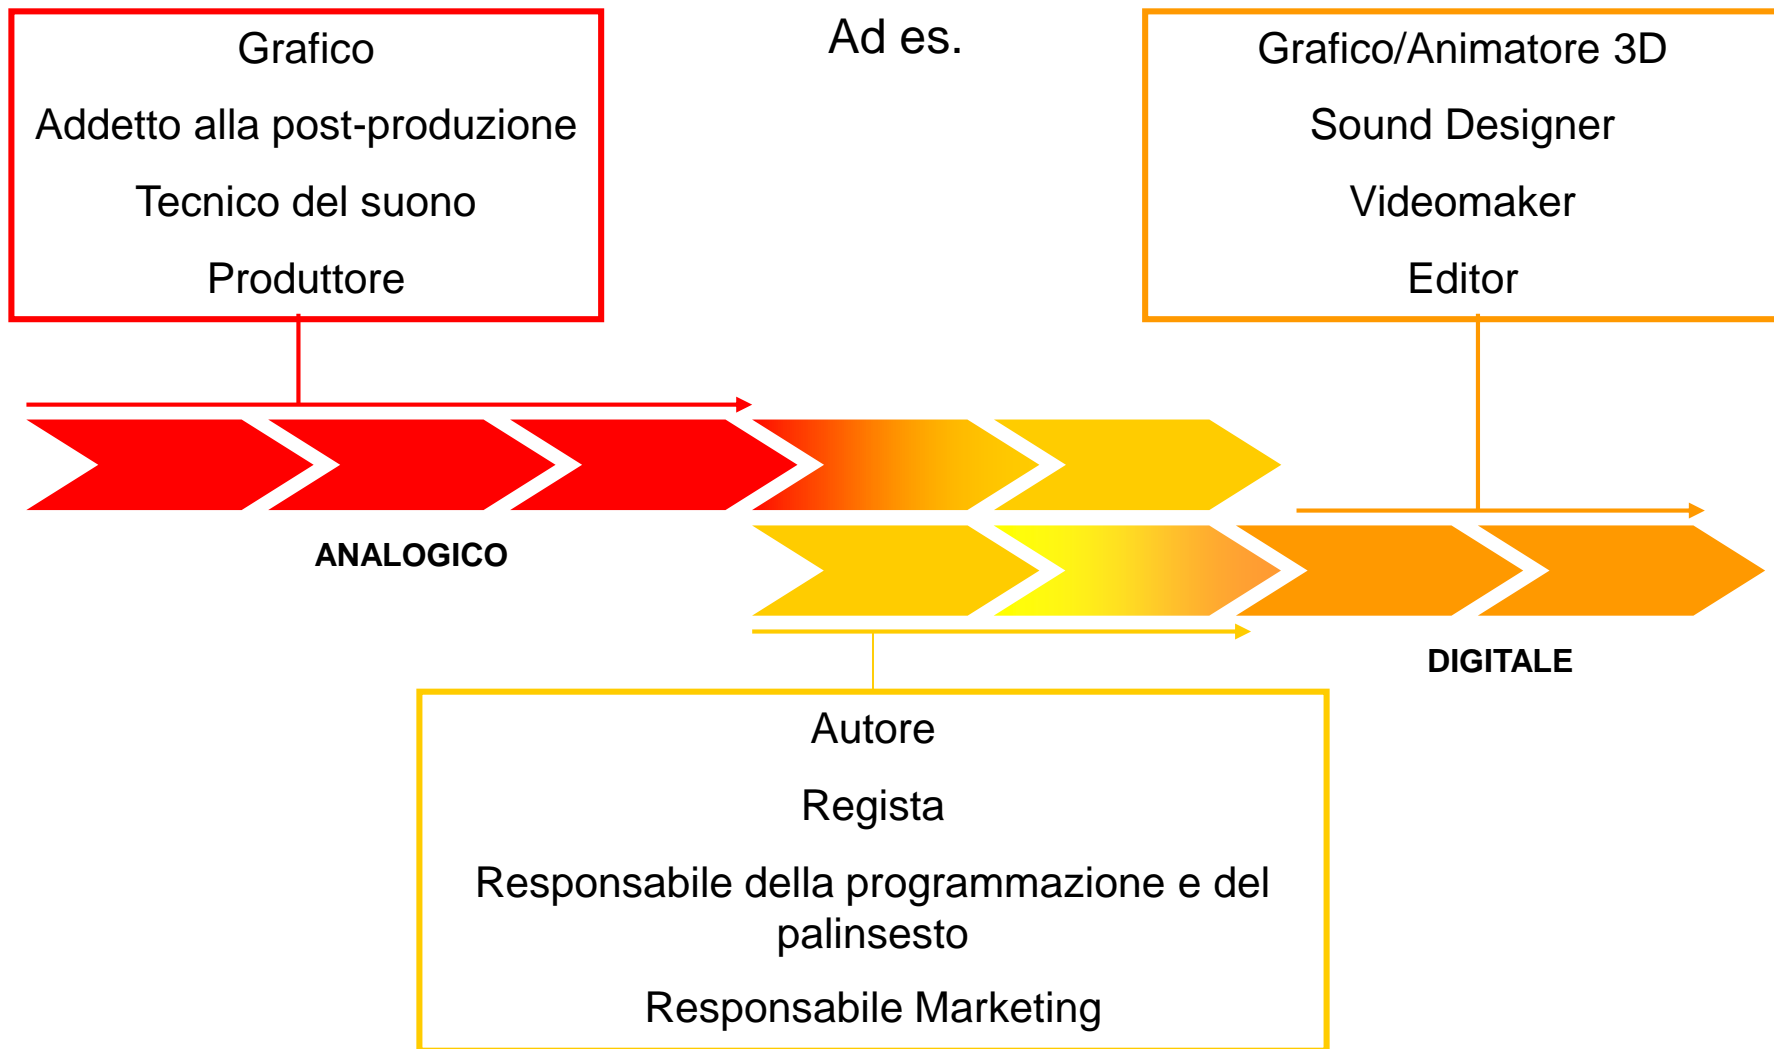 Grafico
Addetto alla post-produzione
Tecnico del suono
Produttore
Ad es.
Grafico/Animatore 3D
Sound Designer
Videomaker
Editor
ANALOGICO
DIGITALE
Autore
Regista
Responsabile della programmazione e del
palinsesto
Responsabile Marketing